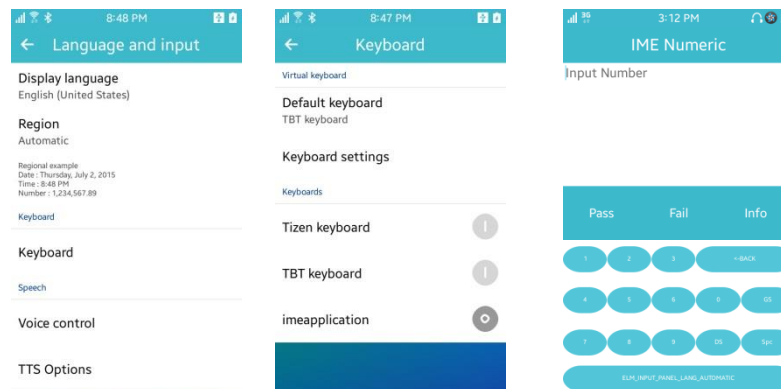 8:48 PM
Language and input
Display language
English (United States)
Region
Automatic
Regional example
Date : Thursday, July 2, 2015
Time : 8:48 PM
Number : 1,234,567.89
Keyboard
Keyboard
Speech
Voice control
TTS Options
8:47 PM
Keyboard
Virtual keyboard
Default keyboard
TBT keyboard
Keyboard settings
Keyboards
Tizen keyboard
TBT keyboard
imeapplication
3G
3:12 PM
IME Numeric
Input Number
Pass Fail Info
1 2 3 <-BACK
4 5 6 0 GS
7 8 9 DS Spc
ELM_INPUT_PANEL_LANG_AUTOMATIC